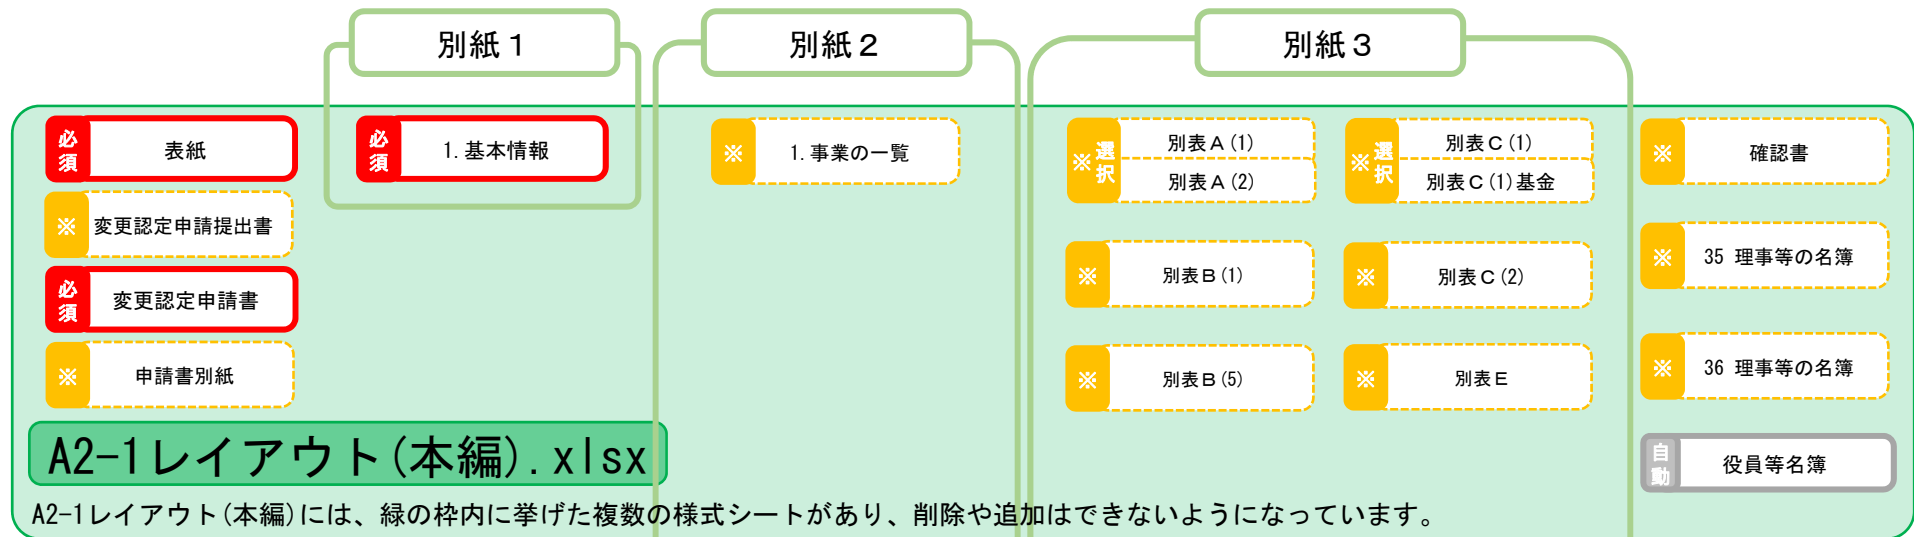 別紙1
別紙2
別紙3
必須
表紙
※
変更認定申請提出書
必須
変更認定申請書
※
申請書別紙
必須
1.基本情報
※
1.事業の一覧
※選択
別表A(1)
別表A(2)
※
別表B(1)
※
別表B(5)
※選択
別表C(1)
別表C(1)基金
※
別表C(2)
※
別表E
※
確認書
※
35 理事等の名簿
※
36 理事等の名簿
自動
役員等名簿
A2-1レイアウト(本編).xlsx
A2-1レイアウト(本編)には、緑の枠内に挙げた複数の様式シートがあり、削除や追加はできないようになっています。